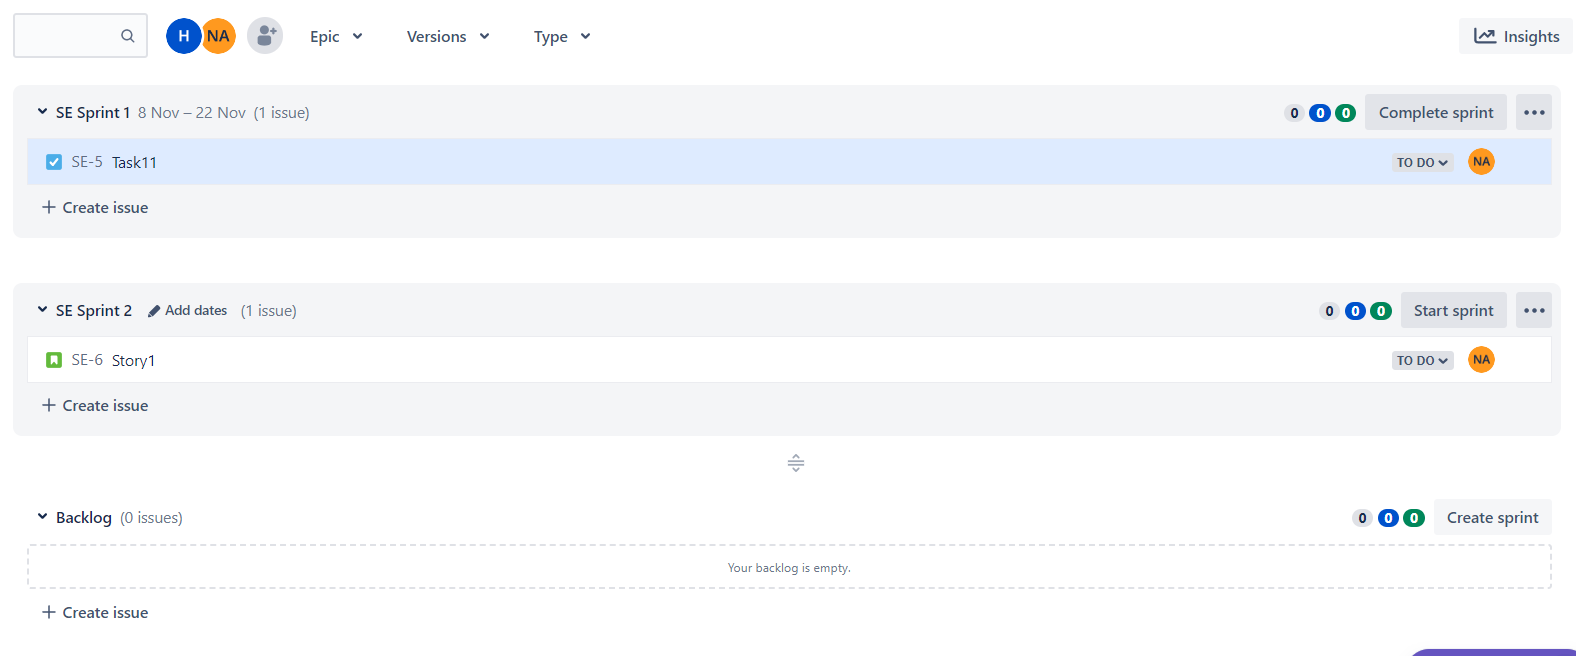 H NA Epic Versions Type Insights
SE Sprint 1 8 Nov – 22 Nov (1 issue) 0 0 0 Complete sprint
SE-5 Task11 TO DO NA
Create issue
SE Sprint 2 Add dates (1 issue) 0 0 0 Start sprint
SE-6 Story1 TO DO NA
Create issue
Backlog (0 issues) 0 0 0 Create sprint
Your backlog is empty.
Create issue